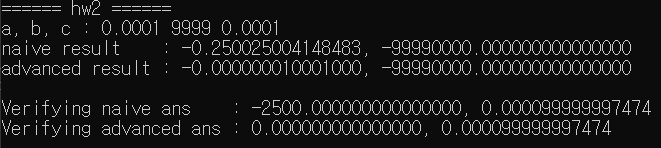 ====== hw2 ======
a, b, c : 0.0001 9999 0.0001
naive result    : -0.250025004148483, -99990000.000000000000000
advanced result : -0.000000010001000, -99990000.000000000000000

Verifying naive ans    : -2500.000000000000000, 0.000099999997474
Verifying advanced ans : 0.000000000000000, 0.000099999997474